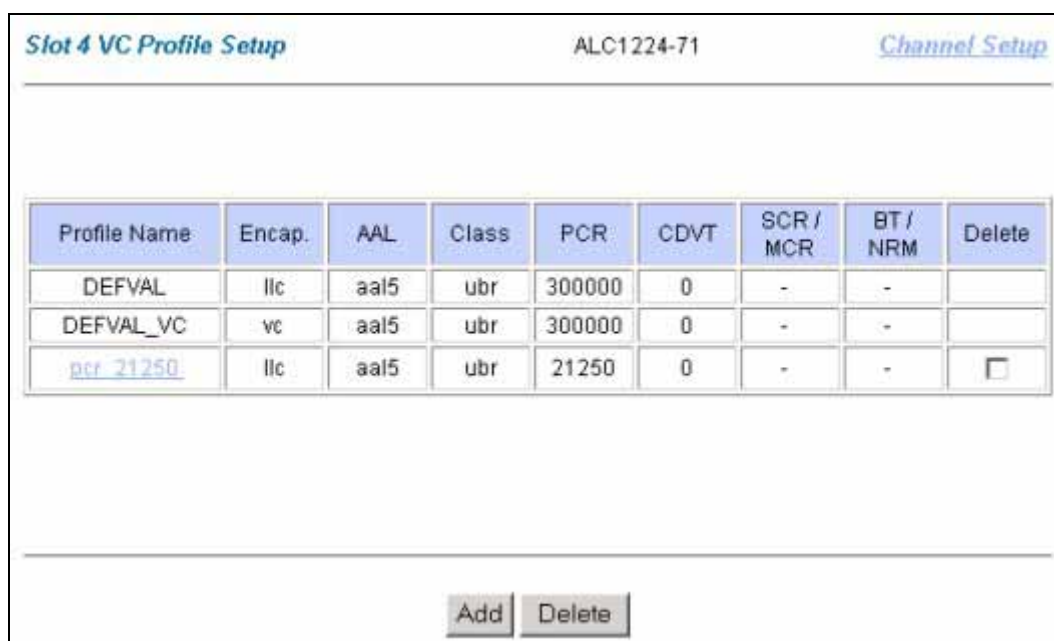 Slot 4 VC Profile Setup ALC1224-71 Channel Setup
Profile Name Encap. AAL Class PCR CDVT SCR / MCR BT / NRM Delete
DEFVAL llc aal5 ubr 300000 0 - -
DEFVAL_VC vc aal5 ubr 300000 0 - -
pcr_21250 llc aal5 ubr 21250 0 - -
Add Delete